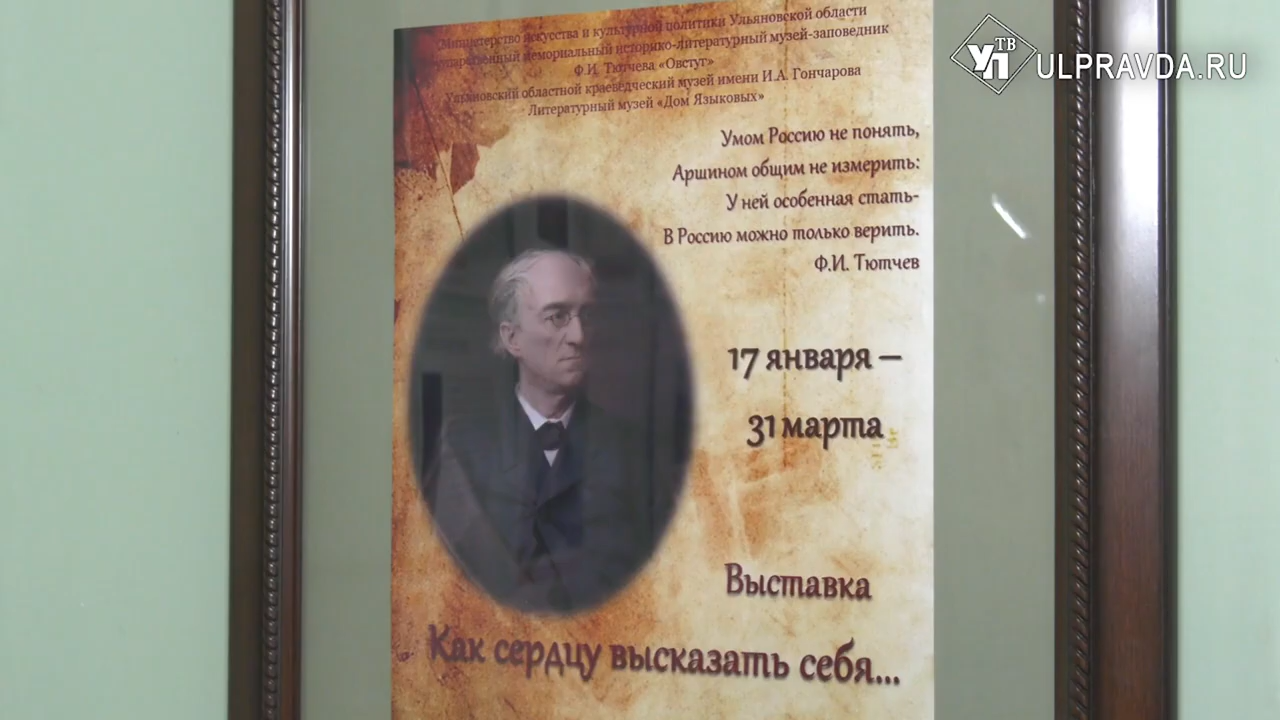 Министерство искусства и культурной политики Ульяновской области
мемориальный историко-литературный музей-заповедник
Ф.И. Тютчева «Овстуг»
Ульяновский областной краеведческий музей имени И.А. Гончарова
Литературный музей «Дом Языковых»
Умом Россию не понять,
Аршином общим не измерить:
У ней особенная стать-
В Россию можно только верить.
Ф.И. Тютчев
17 января –
31 марта
Выставка
Как сердцу высказать себя...
УП ТВ ULPRAVDA.RU